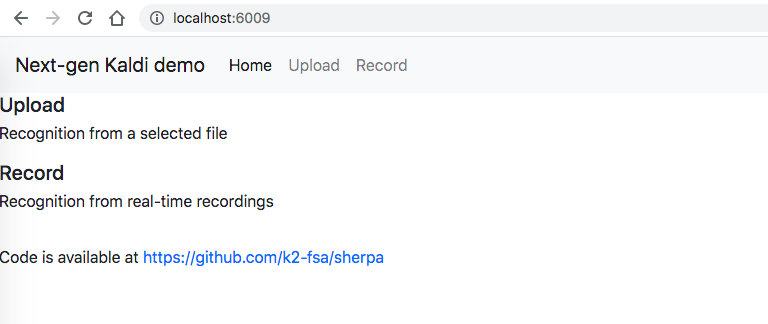 localhost:6009
Next-gen Kaldi demo Home Upload Record
Upload
Recognition from a selected file
Record
Recognition from real-time recordings
Code is available at https://github.com/k2-fsa/sherpa